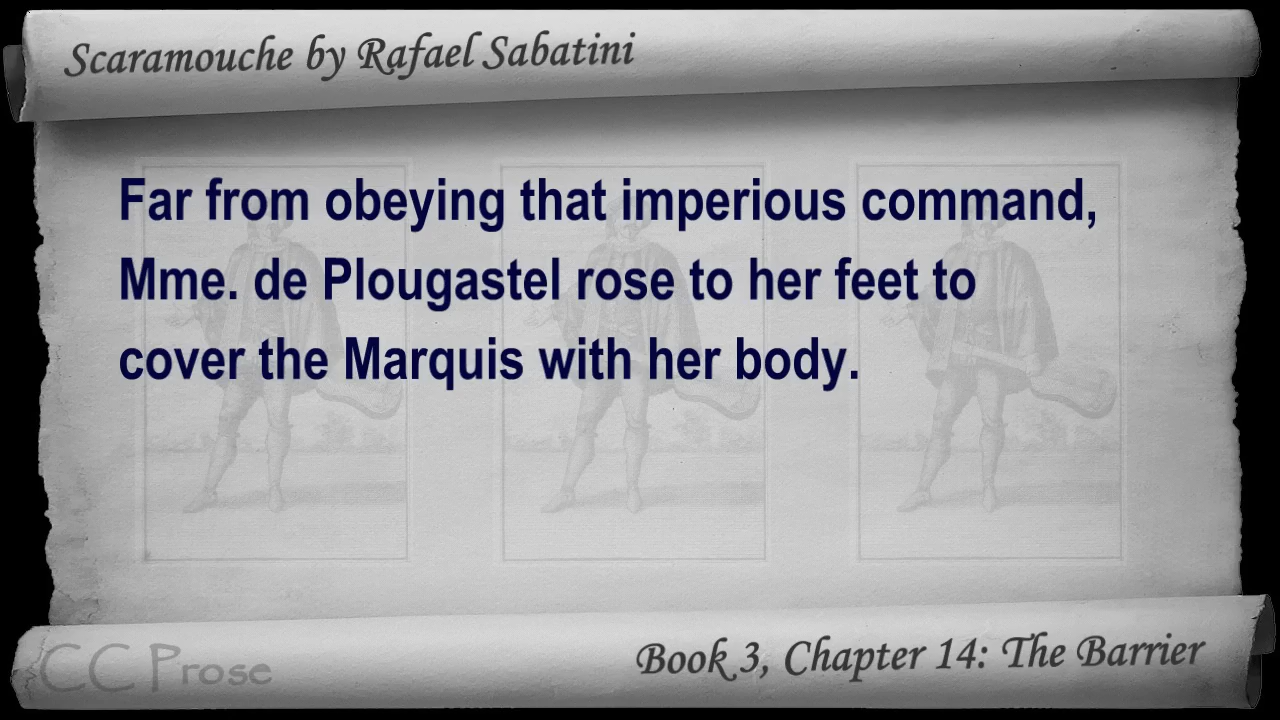 Scaramouche by Rafael Sabatini
Far from obeying that imperious command,
Mme. de Plougastel rose to her feet to
cover the Marquis with her body.
CC Prose
Book 3, Chapter 14: The Barrier